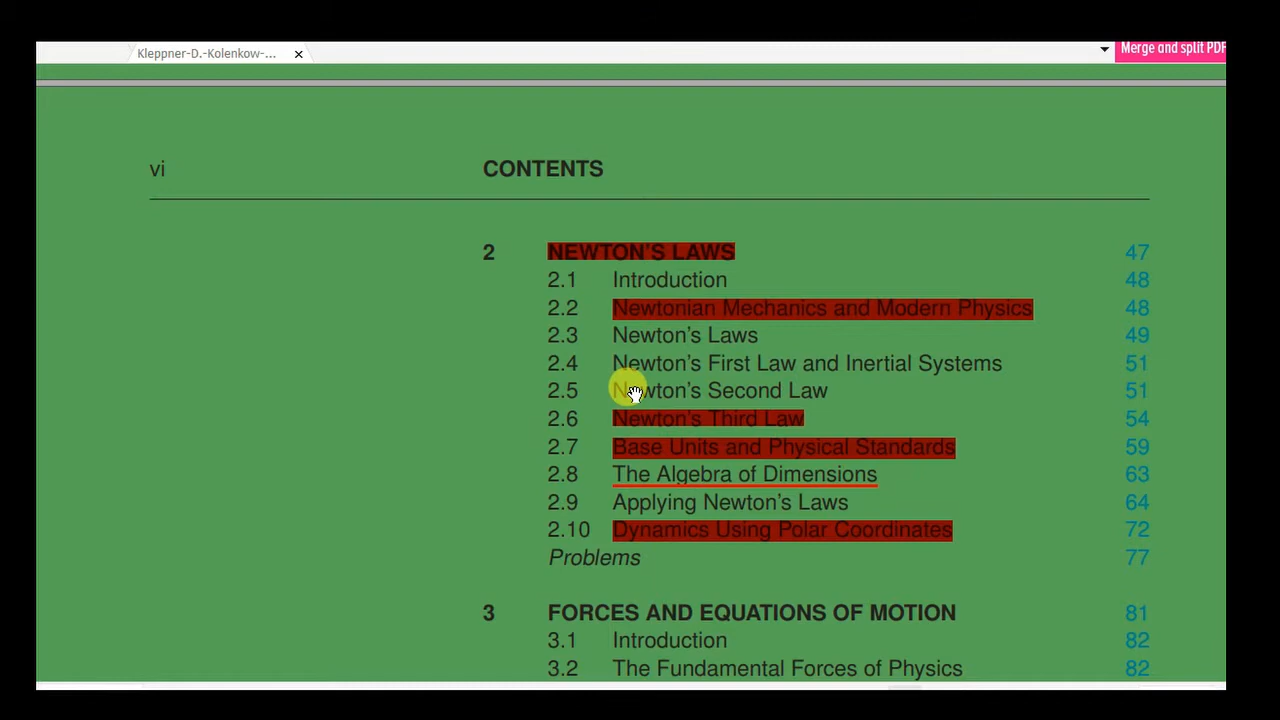 Kleppner-D.-Kolenkow-...
Merge and split PDF
vi CONTENTS
2 NEWTON'S LAWS 47
2.1 Introduction 48
2.2 Newtonian Mechanics and Modern Physics 48
2.3 Newton's Laws 49
2.4 Newton's First Law and Inertial Systems 51
2.5 Newton's Second Law 51
2.6 Newton's Third Law 54
2.7 Base Units and Physical Standards 59
2.8 The Algebra of Dimensions 63
2.9 Applying Newton's Laws 64
2.10 Dynamics Using Polar Coordinates 72
Problems 77
3 FORCES AND EQUATIONS OF MOTION 81
3.1 Introduction 82
3.2 The Fundamental Forces of Physics 82